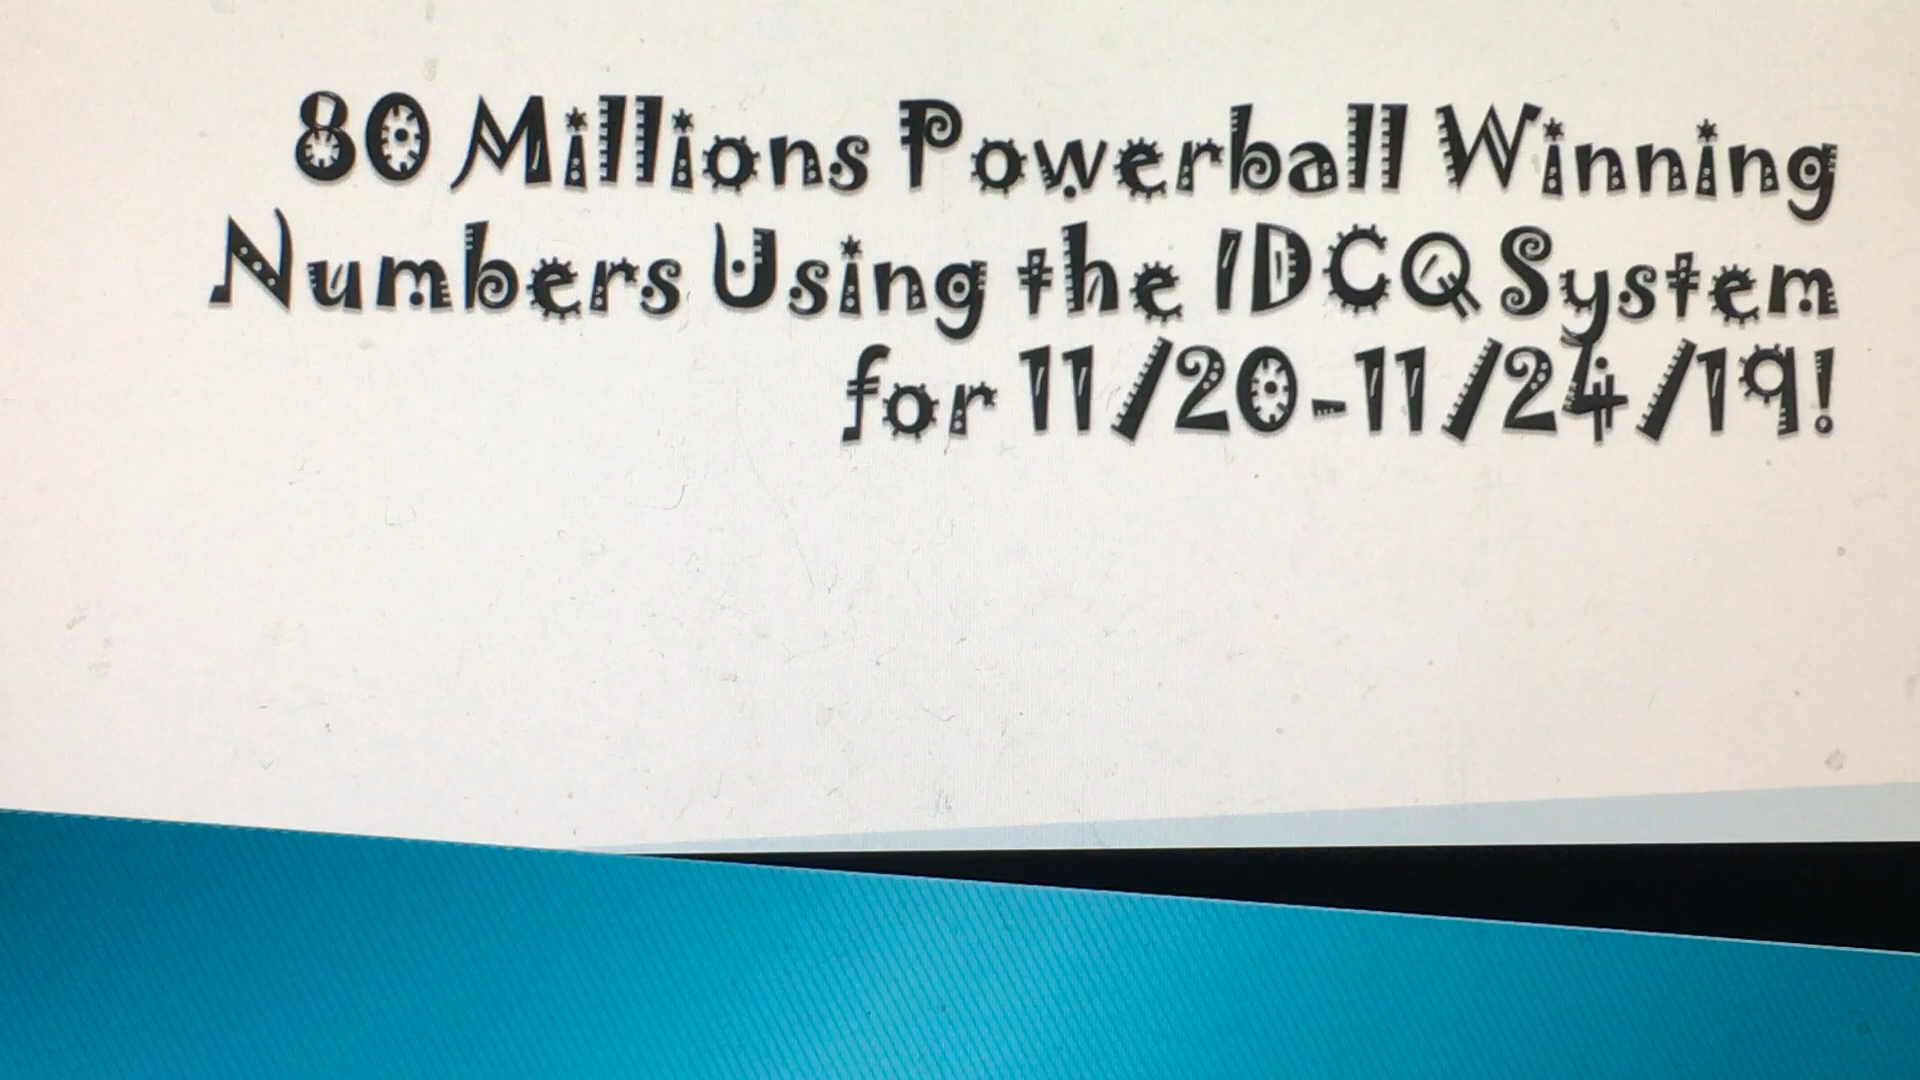 80 Millions Powerball Winning
Numbers Using the IDCQ System
for 11/20-11/24/19!